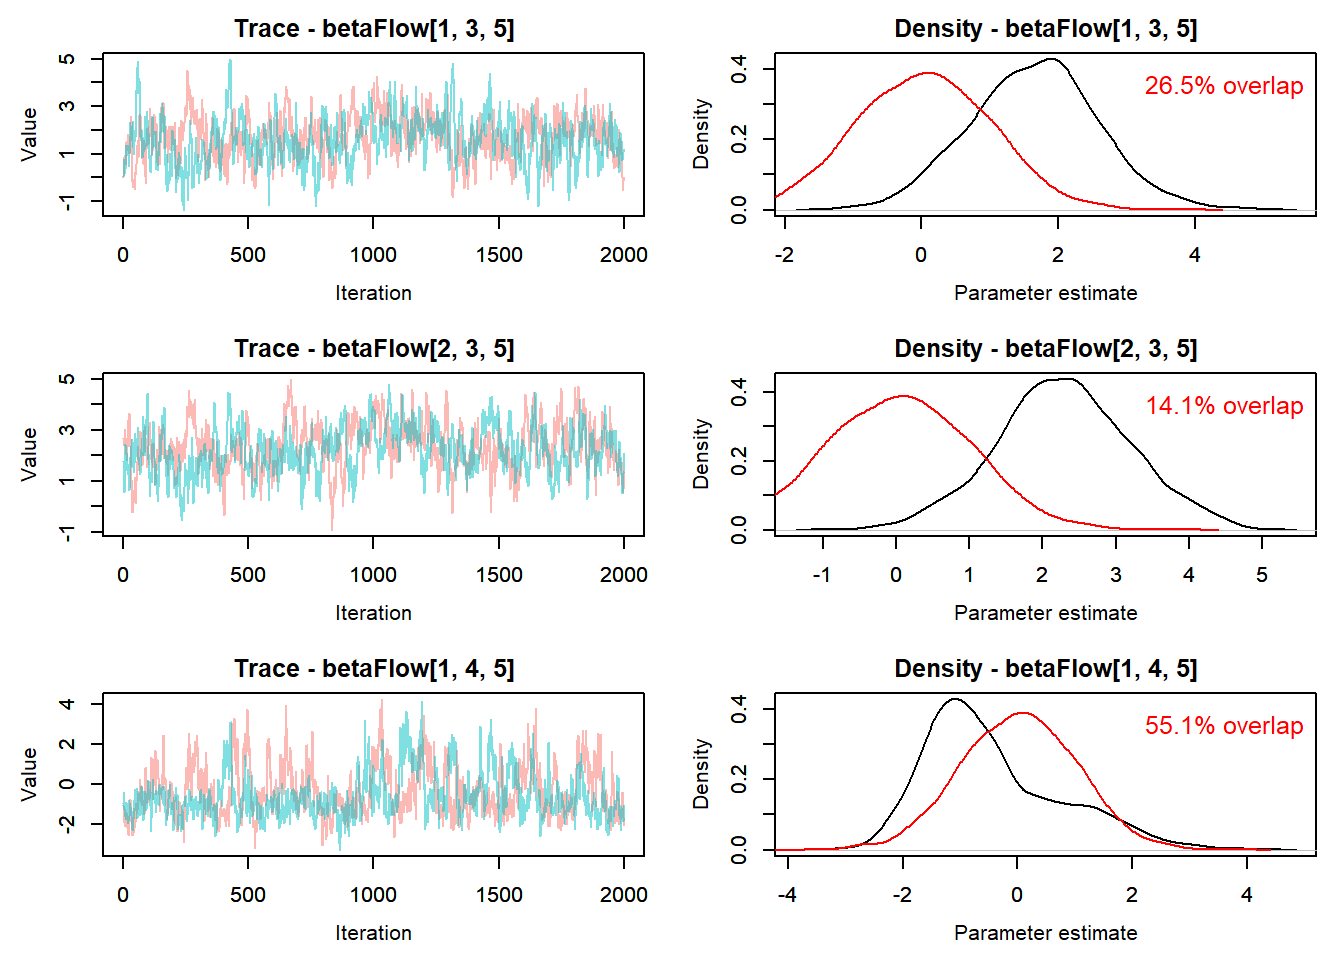 Trace - betaFlow[1, 3, 5]
Value
5
3
1
-1
0 500 1000 1500 2000
Iteration
Density - betaFlow[1, 3, 5]
26.5% overlap
Density
0.4
0.2
0.0
-2 0 2 4
Parameter estimate
Trace - betaFlow[2, 3, 5]
Value
5
3
1
-1
0 500 1000 1500 2000
Iteration
Density - betaFlow[2, 3, 5]
14.1% overlap
Density
0.4
0.2
0.0
-1 0 1 2 3 4 5
Parameter estimate
Trace - betaFlow[1, 4, 5]
Value
4
2
0
-2
0 500 1000 1500 2000
Iteration
Density - betaFlow[1, 4, 5]
55.1% overlap
Density
0.4
0.2
0.0
-4 -2 0 2 4
Parameter estimate